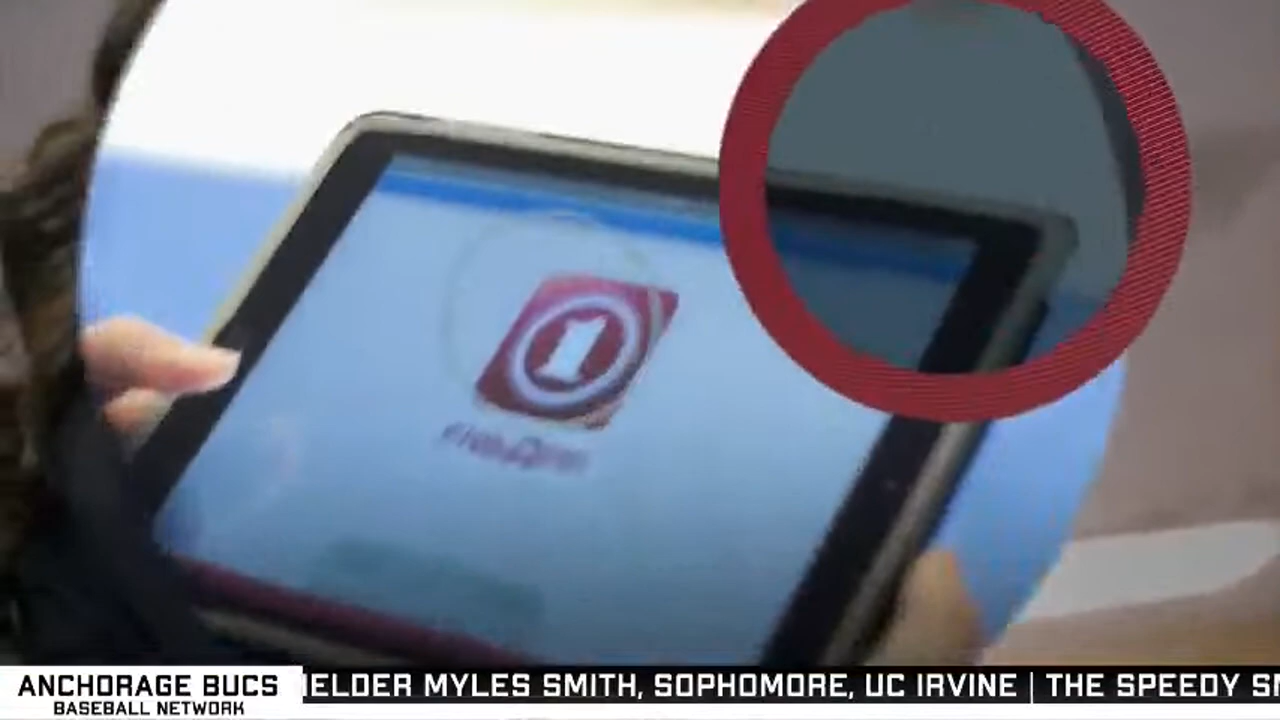 ANCHORAGE BUCS
BASEBALL NETWORK
IELDER MYLES SMITH, SOPHOMORE, UC IRVINE | THE SPEEDY